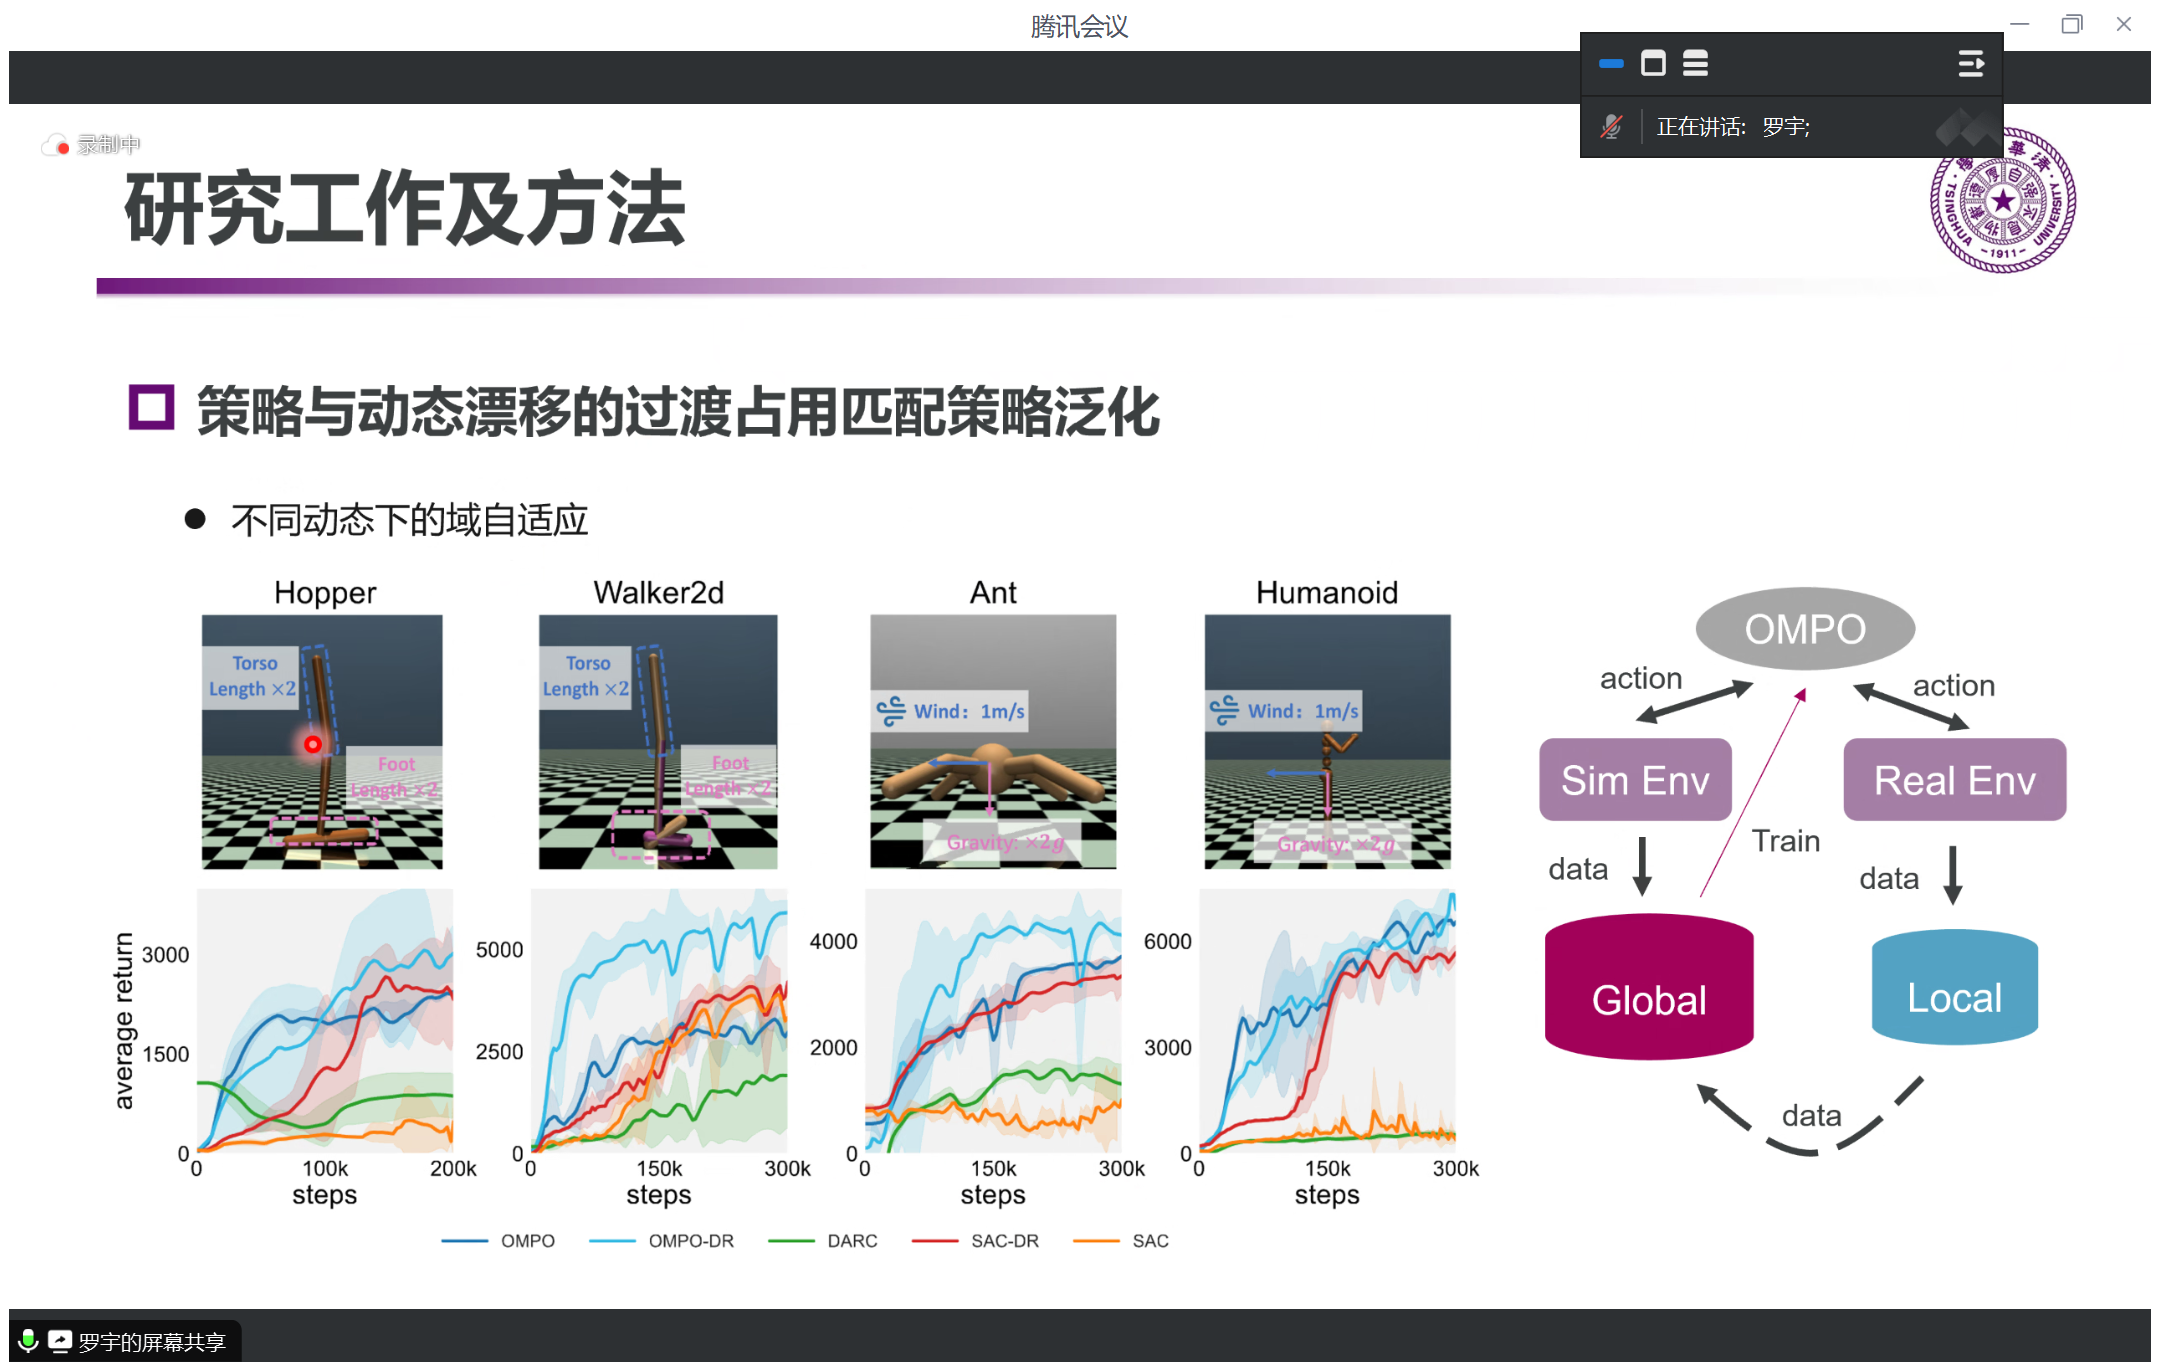 腾讯会议
正在讲话: 罗宇;
录制中
研究工作及方法
TSINGHUA UNIVERSITY
-1911-
策略与动态漂移的过渡占用匹配策略泛化
不同动态下的域自适应
Hopper
Walker2d
Ant
Humanoid
Torso
Length ×2
Foot
Length ×2
Torso
Length ×2
Foot
Length ×2
Wind: 1m/s
Gravity: ×2g
Wind: 1m/s
Gravity: ×2g
average return
3000
1500
0
0
100k
200k
steps
5000
2500
0
0
150k
300k
steps
4000
2000
0
0
150k
300k
steps
6000
3000
0
0
150k
300k
steps
OMPO
OMPO-DR
DARC
SAC-DR
SAC
OMPO
action
action
Sim Env
Real Env
Train
data
data
Global
Local
data
罗宇的屏幕共享